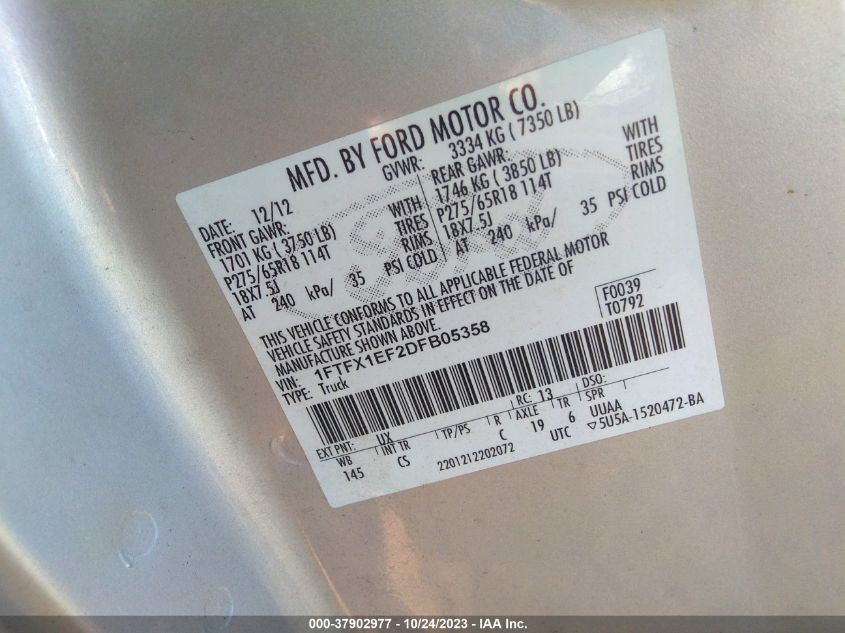 MFD. BY FORD MOTOR CO.
DATE: 12/12 GVWR: 3334 KG ( 7350 LB)
FRONT GAWR: REAR GAWR:
1701 KG ( 3750 LB) WITH 1746 KG ( 3850 LB) WITH
P275/65R18 114T TIRES P275/65R18 114T TIRES
18X7.5J RIMS 18X7.5J RIMS
AT 240 kPa/ 35 PSI COLD AT 240 kPa/ 35 PSI COLD
THIS VEHICLE CONFORMS TO ALL APPLICABLE FEDERAL MOTOR
VEHICLE SAFETY STANDARDS IN EFFECT ON THE DATE OF
MANUFACTURE SHOWN ABOVE.
F0039
T0792
VIN: 1FTFX1EF2DFB05358
TYPE: Truck
EXT PNT: UX RC: 13 DSO:
WB INT TR TP/PS R AXLE TR SPR
145 CS C 19 6 UUAA
2201212202072 UTC ▽5U5A-1520472-BA
000-37902977 - 10/24/2023 - IAA Inc.